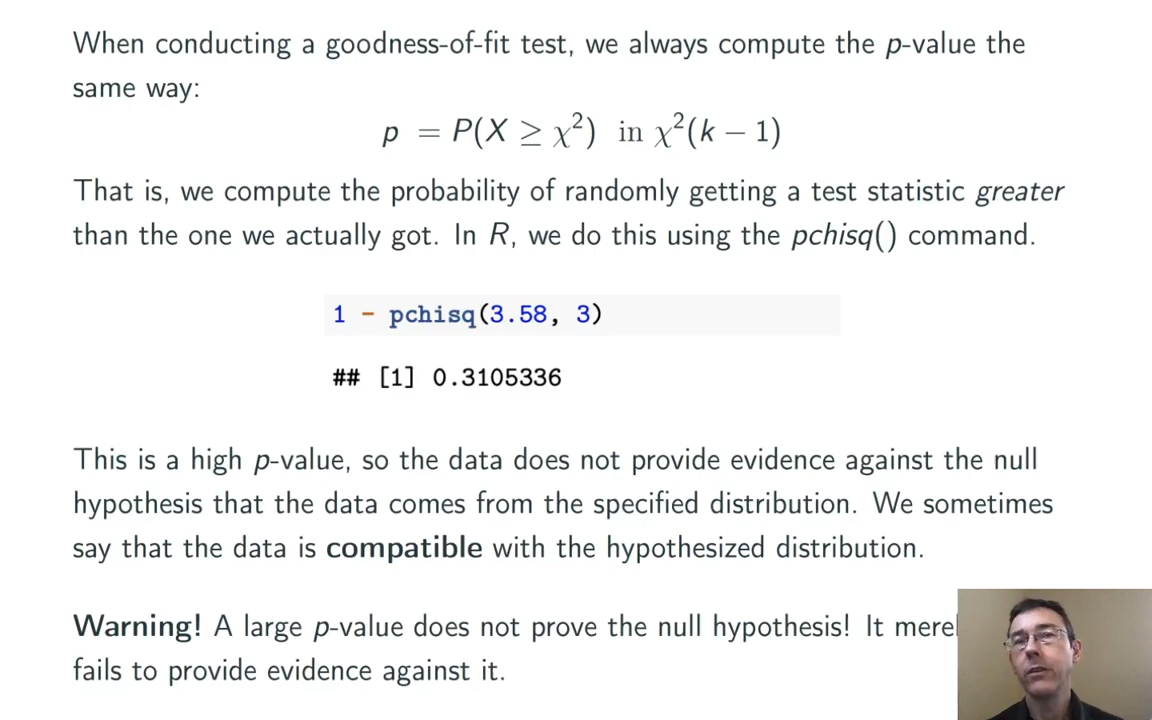 When conducting a goodness-of-fit test, we always compute the p-value the
same way:
p = P(X ≥ χ²) in χ²(k − 1)
That is, we compute the probability of randomly getting a test statistic greater
than the one we actually got. In R, we do this using the pchisq() command.
1 - pchisq(3.58, 3)
## [1] 0.3105336
This is a high p-value, so the data does not provide evidence against the null
hypothesis that the data comes from the specified distribution. We sometimes
say that the data is compatible with the hypothesized distribution.
Warning! A large p-value does not prove the null hypothesis! It merel
fails to provide evidence against it.